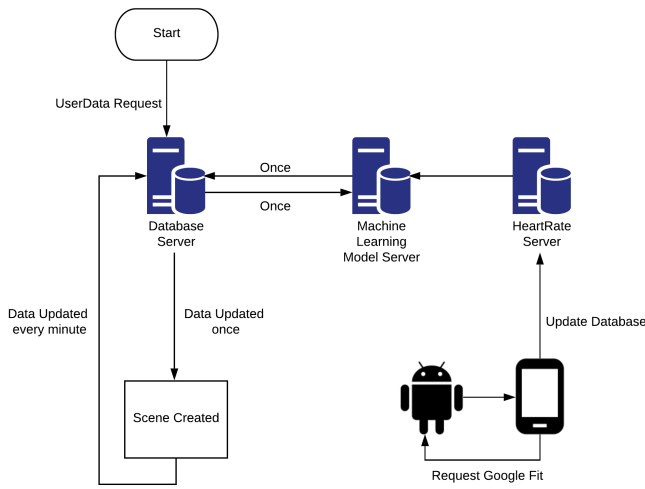 Start
UserData Request
Once
Once
Database
Server
Machine
Learning
Model Server
HeartRate
Server
Data Updated
every minute
Data Updated
once
Update Database
Scene Created
Request Google Fit